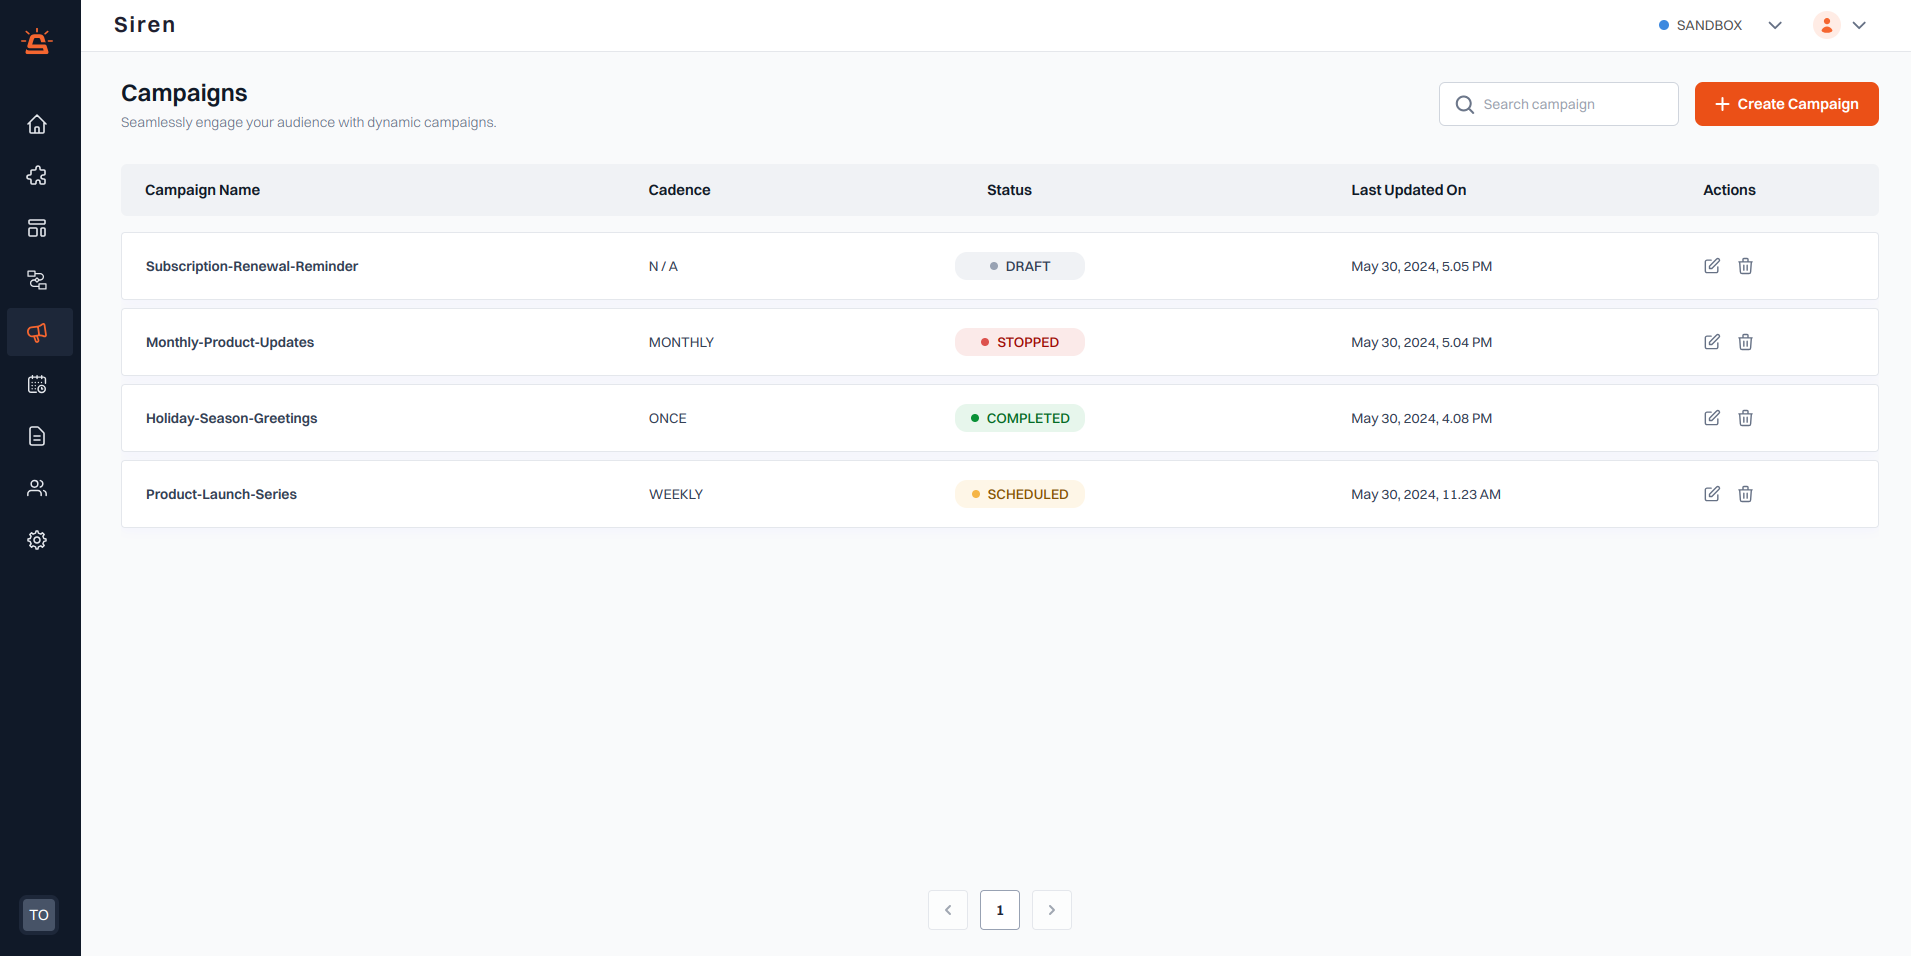 Siren
SANDBOX
Campaigns
Seamlessly engage your audience with dynamic campaigns.
Search campaign
Create Campaign
Campaign Name Cadence Status Last Updated On Actions
Subscription-Renewal-Reminder N / A DRAFT May 30, 2024, 5.05 PM
Monthly-Product-Updates MONTHLY STOPPED May 30, 2024, 5.04 PM
Holiday-Season-Greetings ONCE COMPLETED May 30, 2024, 4.08 PM
Product-Launch-Series WEEKLY SCHEDULED May 30, 2024, 11.23 AM
TO
1